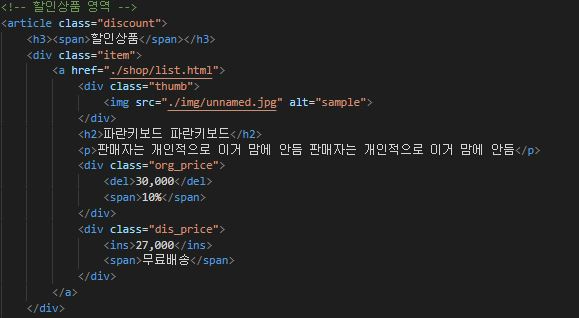 <!-- 할인상품 영역 -->
<article class="discount">
<h3><span>할인상품</span></h3>
<div class="item">
<a href="./shop/list.html">
<div class="thumb">
<img src="./img/unnamed.jpg" alt="sample">
</div>
<h2>파란키보드 파란키보드</h2>
<p>판매자는 개인적으로 이거 맘에 안듬 판매자는 개인적으로 이거 맘에 안듬</p>
<div class="org_price">
<del>30,000</del>
<span>10%</span>
</div>
<div class="dis_price">
<ins>27,000</ins>
<span>무료배송</span>
</div>
</a>
</div>